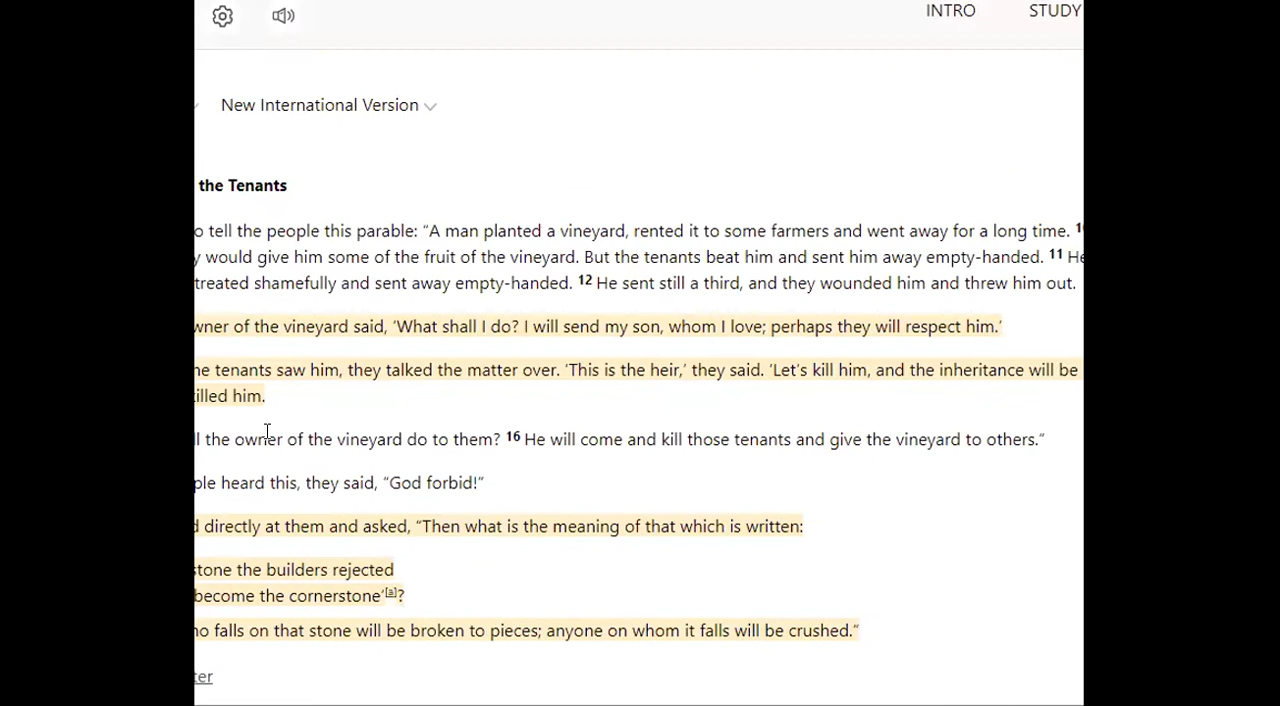 INTRO STUDY
New International Version
the Tenants
o tell the people this parable: “A man planted a vineyard, rented it to some farmers and went away for a long time.
y would give him some of the fruit of the vineyard. But the tenants beat him and sent him away empty-handed. 11 He
treated shamefully and sent away empty-handed. 12 He sent still a third, and they wounded him and threw him out.
wner of the vineyard said, ‘What shall I do? I will send my son, whom I love; perhaps they will respect him.’
he tenants saw him, they talked the matter over. ‘This is the heir,’ they said. ‘Let’s kill him, and the inheritance will be
illed him.
ll the owner of the vineyard do to them? 16 He will come and kill those tenants and give the vineyard to others.”
ple heard this, they said, “God forbid!”
d directly at them and asked, “Then what is the meaning of that which is written:
stone the builders rejected
become the cornerstone’[a]?
no falls on that stone will be broken to pieces; anyone on whom it falls will be crushed.”
ter